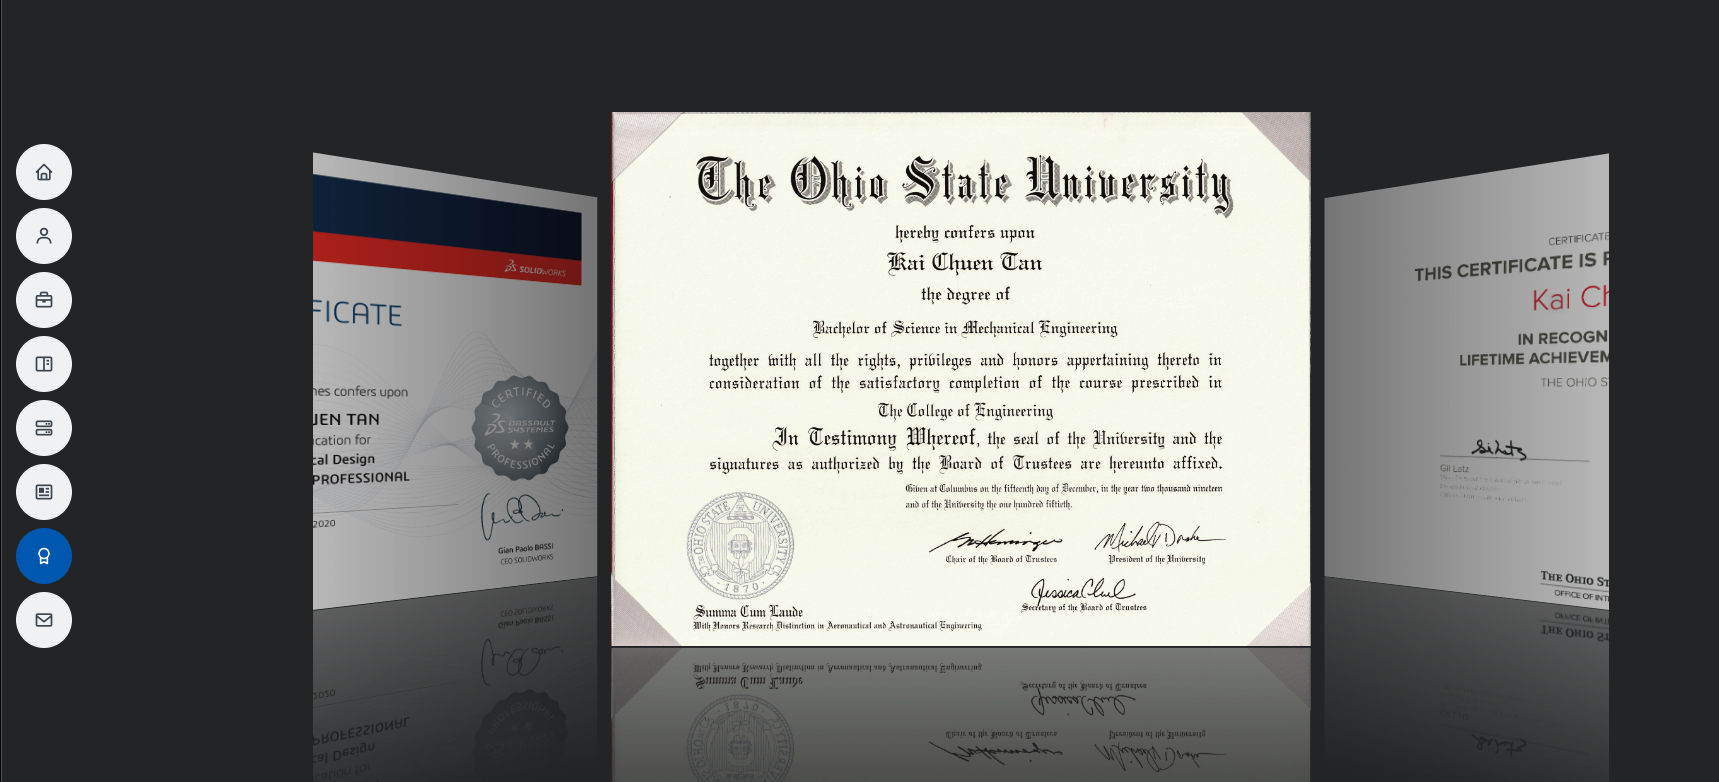 SOLIDWORKS
FICATE
nes confers upon
UEN TAN
ication for
cal Design
PROFESSIONAL
2020
CERTIFIED
DASSAULT
SYSTEMES
PROFESSIONAL
Gian Paolo BASSI
CEO SOLIDWORKS
The Ohio State University
hereby confers upon
Kai Chuen Tan
the degree of
Bachelor of Science in Mechanical Engineering
together with all the rights, privileges and honors appertaining thereto in
consideration of the satisfactory completion of the course prescribed in
The College of Engineering
In Testimony Whereof, the seal of the University and the
signatures as authorized by the Board of Trustees are hereunto affixed.
Given at Columbus on the fifteenth day of December, in the year two thousand nineteen
and of the University the one hundred fiftieth.
Chair of the Board of Trustees
President of the University
Secretary of the Board of Trustees
OHIO STATE UNIVERSITY
1870
Summa Cum Laude
With Honors Research Distinction in Aeronautical and Astronautical Engineering
CERTIFICATE
THIS CERTIFICATE IS
Kai Ch
IN RECOGN
LIFETIME ACHIEVEM
THE OHIO S
Gil Latz
THE OHIO ST
OFFICE OF INT